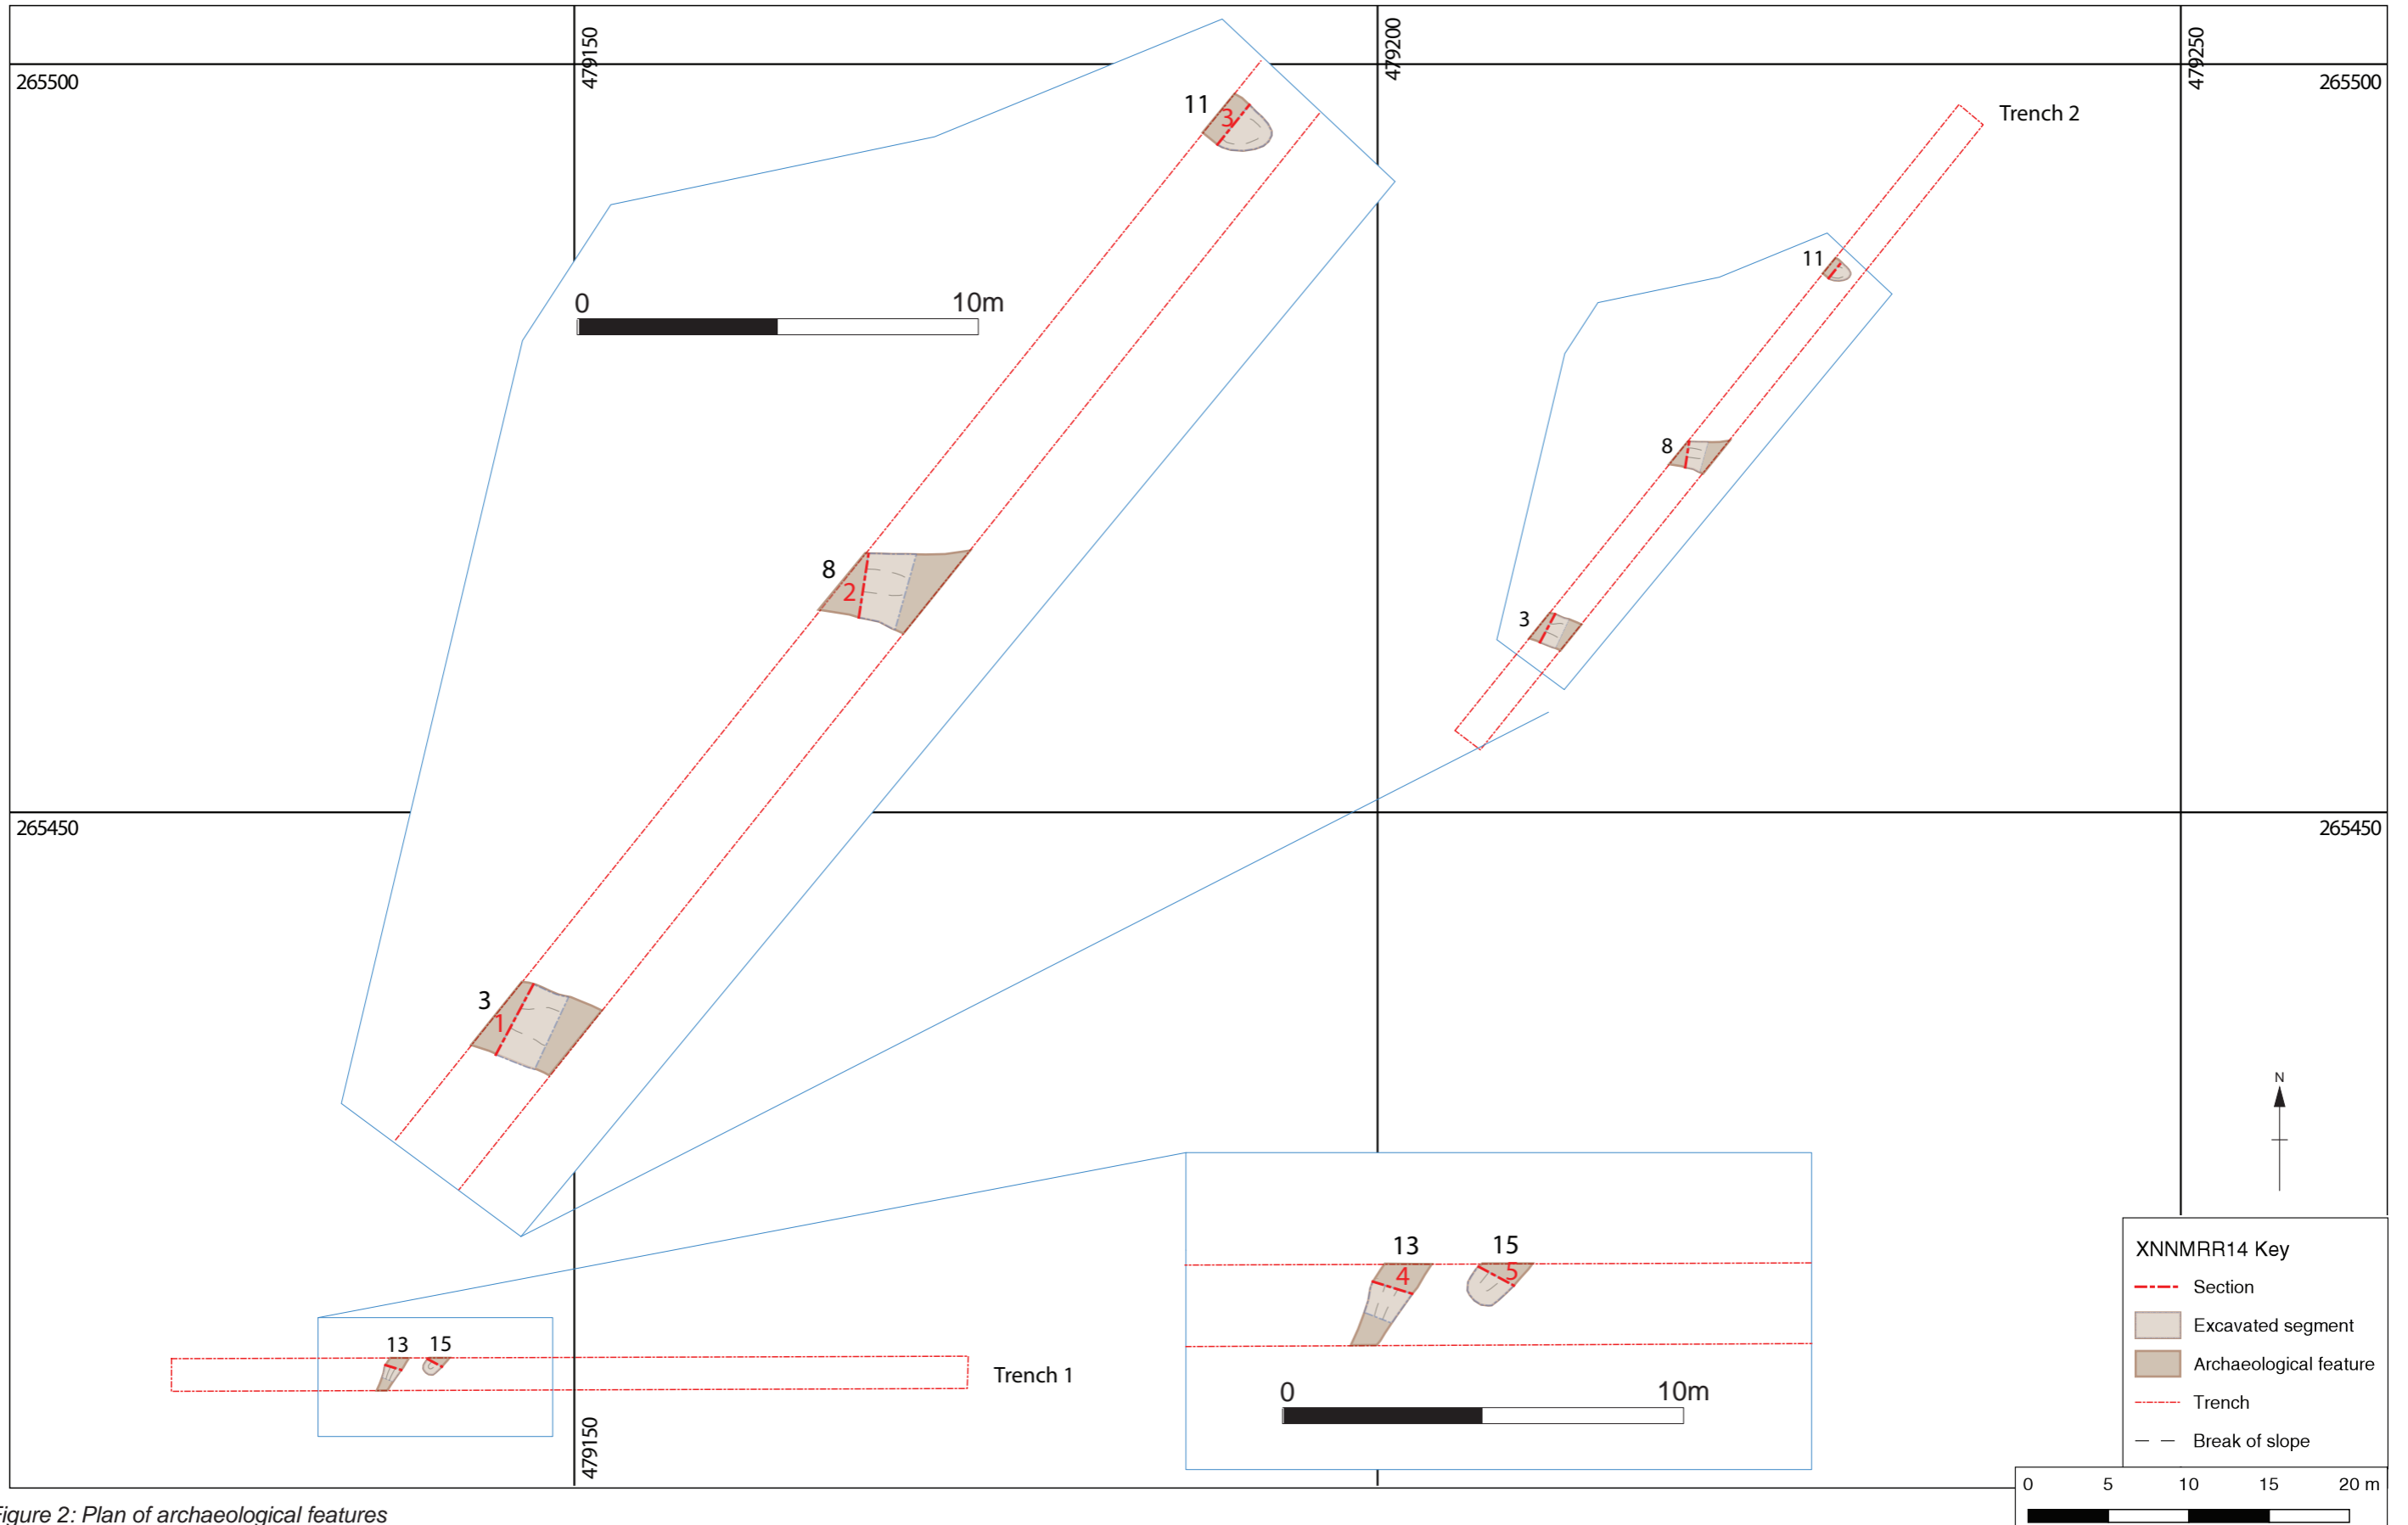 479150
479200
479250
265500
265500
Trench 2
11
3
11
0 10m
8
8
2
3
265450
265450
3
1
N
13 15
4 5
0 10m
13 15
Trench 1
479150
XNNMRR14 Key
Section
Excavated segment
Archaeological feature
Trench
Break of slope
0 5 10 15 20 m
igure 2: Plan of archaeological features